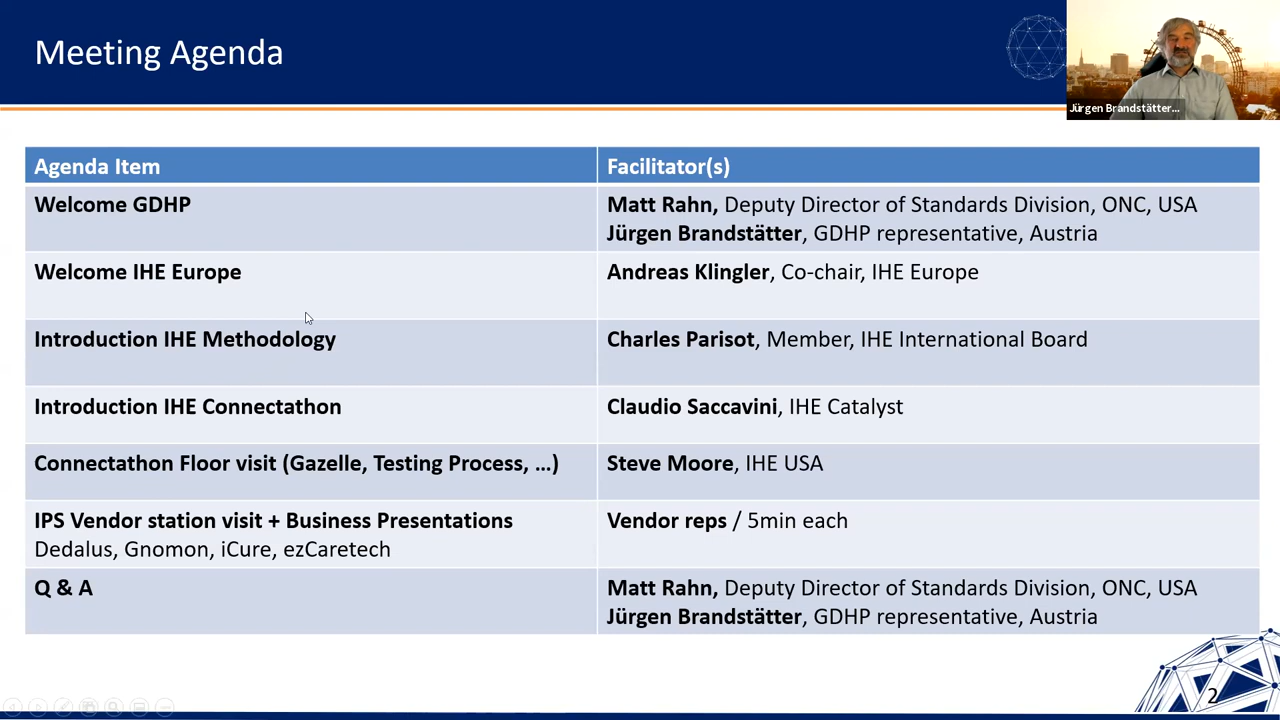 Meeting Agenda
Jürgen Brandstätter...
Agenda Item
Facilitator(s)
Welcome GDHP
Matt Rahn, Deputy Director of Standards Division, ONC, USA
Jürgen Brandstätter, GDHP representative, Austria
Welcome IHE Europe
Andreas Klingler, Co-chair, IHE Europe
Introduction IHE Methodology
Charles Parisot, Member, IHE International Board
Introduction IHE Connectathon
Claudio Saccavini, IHE Catalyst
Connectathon Floor visit (Gazelle, Testing Process, ...)
Steve Moore, IHE USA
IPS Vendor station visit + Business Presentations
Dedalus, Gnomon, iCure, ezCaretech
Vendor reps / 5min each
Q & A
Matt Rahn, Deputy Director of Standards Division, ONC, USA
Jürgen Brandstätter, GDHP representative, Austria
2